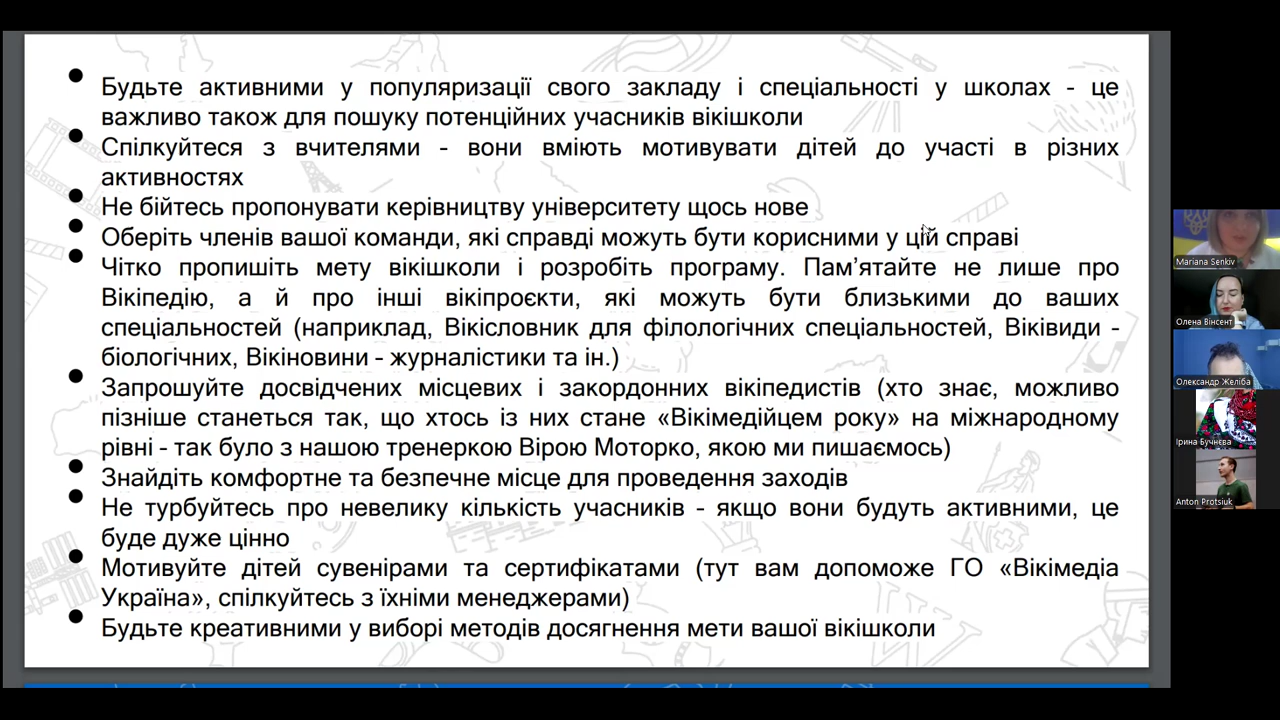 Будьте активними у популяризації свого закладу і спеціальності у школах - це
важливо також для пошуку потенційних учасників вікішколи
Спілкуйтеся з вчителями - вони вміють мотивувати дітей до участі в різних
активностях
Не бійтесь пропонувати керівництву університету щось нове
Оберіть членів вашої команди, які справді можуть бути корисними у цій справі
Чітко пропишіть мету вікішколи і розробіть програму. Пам’ятайте не лише про
Вікіпедію, а й про інші вікіпроєкти, які можуть бути близькими до ваших
спеціальностей (наприклад, Вікісловник для філологічних спеціальностей, Віківиди -
біологічних, Вікіновини - журналістики та ін.)
Запрошуйте досвідчених місцевих і закордонних вікіпедистів (хто знає, можливо
пізніше станеться так, що хтось із них стане «Вікімедійцем року» на міжнародному
рівні - так було з нашою тренеркою Вірою Моторко, якою ми пишаємось)
Знайдіть комфортне та безпечне місце для проведення заходів
Не турбуйтесь про невелику кількість учасників - якщо вони будуть активними, це
буде дуже цінно
Мотивуйте дітей сувенірами та сертифікатами (тут вам допоможе ГО «Вікімедіа
Україна», спілкуйтесь з їхніми менеджерами)
Будьте креативними у виборі методів досягнення мети вашої вікішколи
Mariana Senkiv
Олена Вінсент
Олександр Желіба
Ірина Бучнєва
Anton Protsiuk